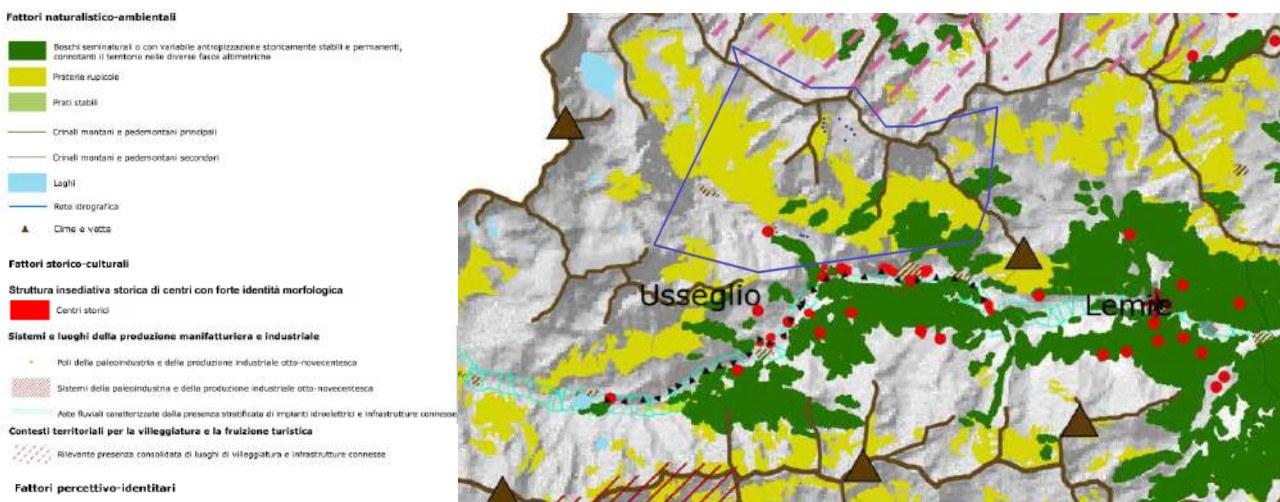 Fattori naturalistico-ambientali
Boschi seminaturali o con variabile antropizzazione storicamente stabili e permanenti,
connotanti il territorio nelle diverse fasce altimetriche
Praterie rupicole
Prati stabili
Crinali montani e pedemontani principali
Crinali montani e pedemontani secondari
Laghi
Rete idrografica
Cime e vette
Fattori storico-culturali
Struttura insediativa storica di centri con forte identità morfologica
Centri storici
Sistemi e luoghi della produzione manifatturiera e industriale
Poli della paleoindustria e della produzione industriale otto-novecentesca
Sistemi della paleoindustria e della produzione industriale otto-novecentesca
Aste fluviali caratterizzate della presenza stratificata di impianti idroelettrici e infrastrutture connesse
Contesti territoriali per la villeggiatura e la fruizione turistica
Rilevante presenza consolidata di luoghi di villeggiatura e infrastrutture connesse
Fattori percettivo-identitari
Usseglio
Lemie